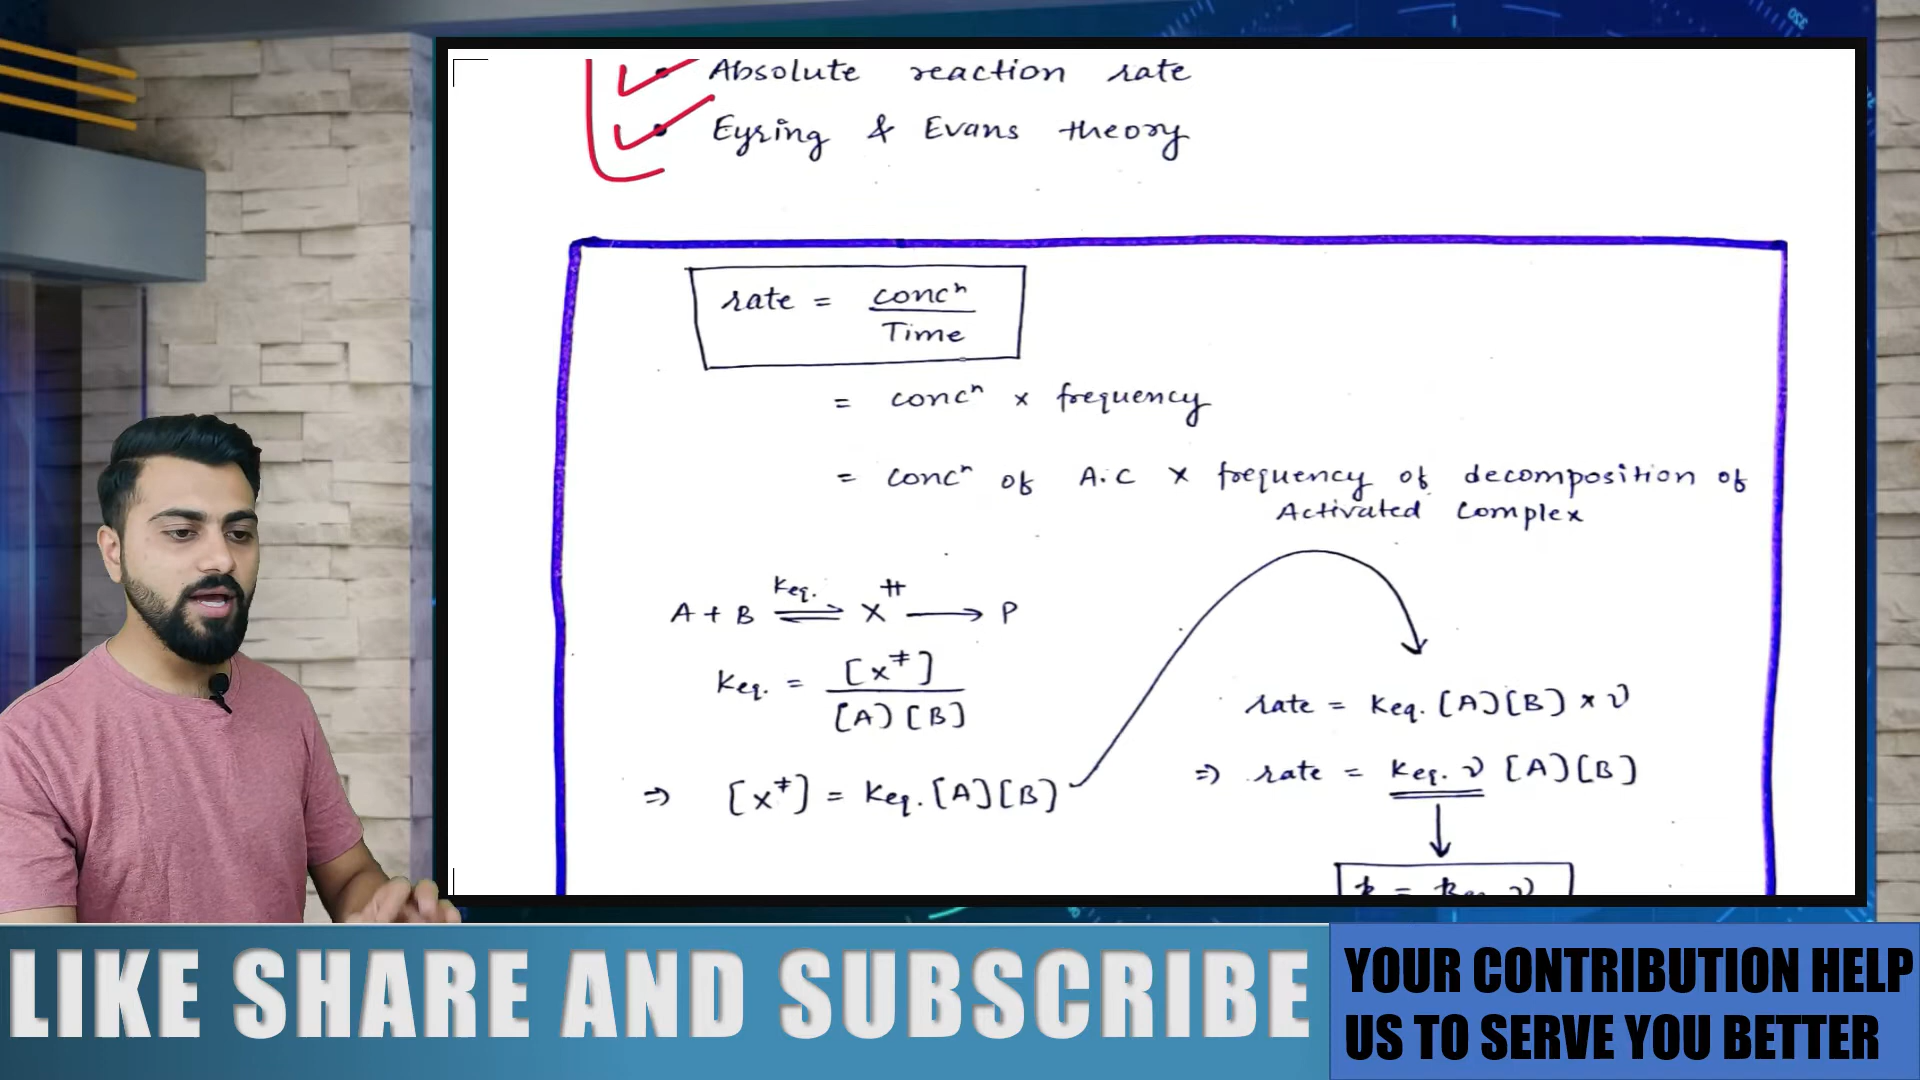 Absolute reaction rate
Eyring & Evans theory
rate = concⁿ / Time
= concⁿ × frequency
= concⁿ of A.C × frequency of decomposition of
Activated Complex
A + B ⇌ X^‡ → P
Keq.
Keq. = [X^‡] / [A][B]
⇒ [X^‡] = Keq. [A][B]
rate = Keq. [A][B] × ν
⇒ rate = Keq. ν [A][B]
LIKE SHARE AND SUBSCRIBE
YOUR CONTRIBUTION HELP
US TO SERVE YOU BETTER